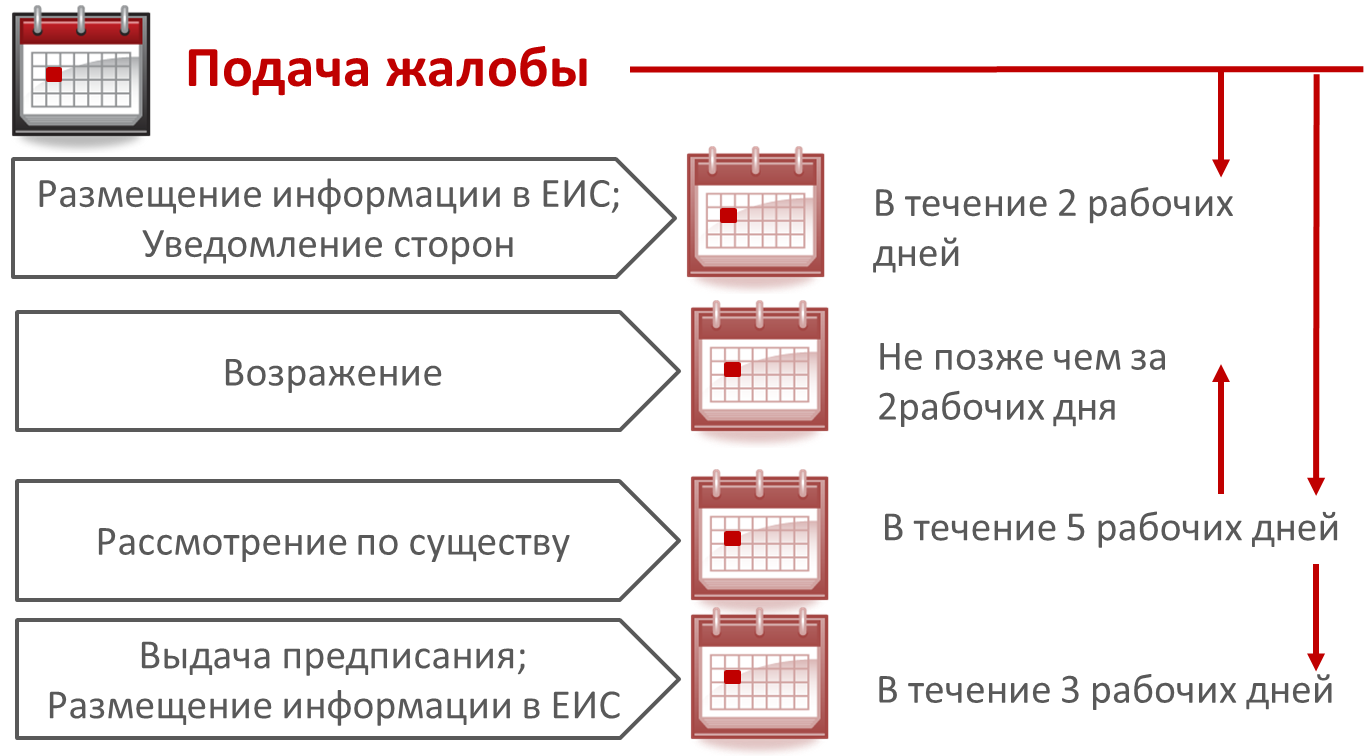 Подача жалобы
Размещение информации в ЕИС;
Уведомление сторон
В течение 2 рабочих
дней
Возражение
Не позже чем за
2рабочих дня
Рассмотрение по существу
В течение 5 рабочих дней
Выдача предписания;
Размещение информации в ЕИС
В течение 3 рабочих дней